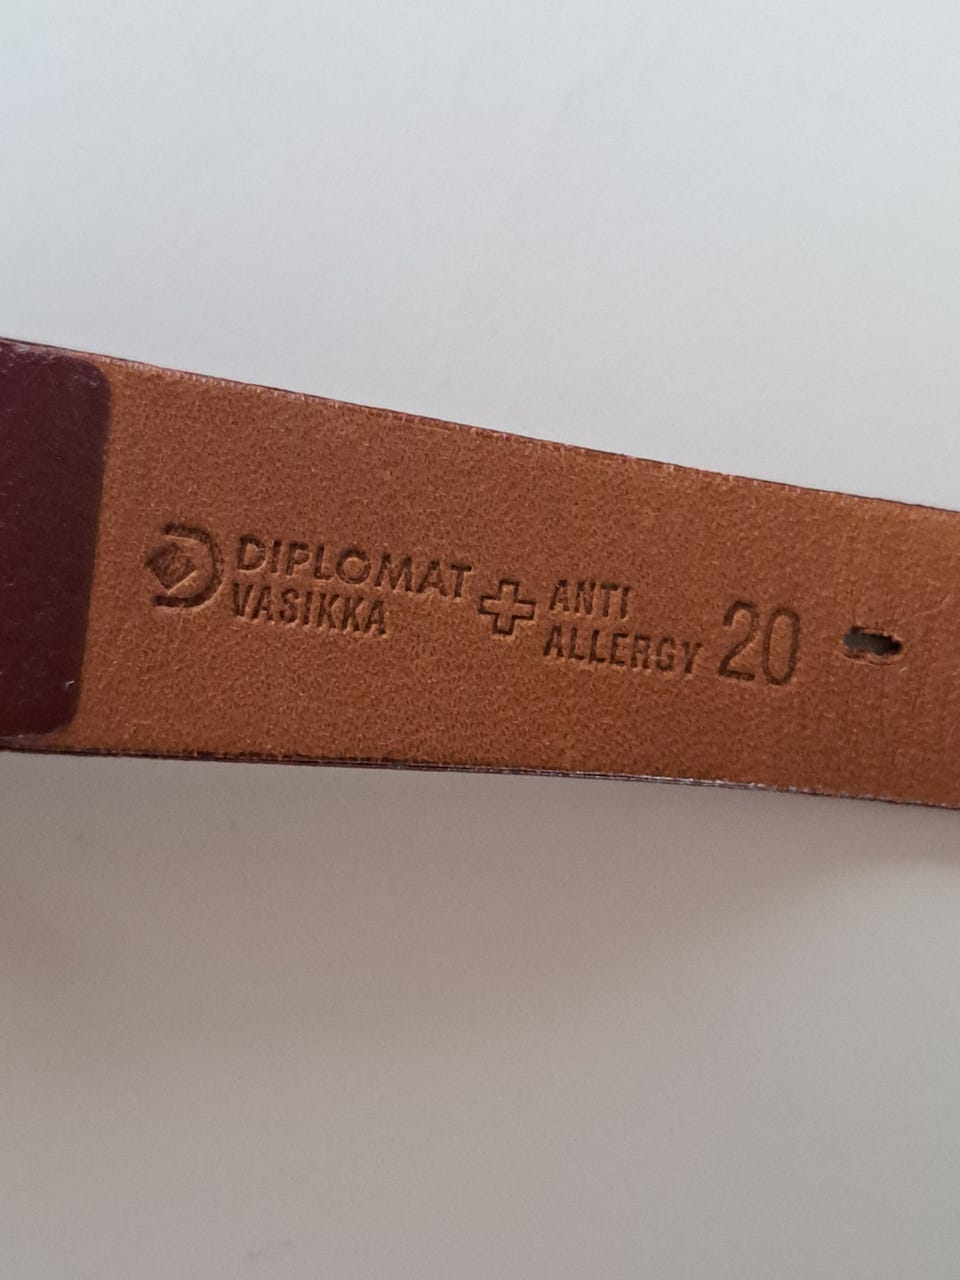 DIPLOMAT
VASIKKA
ANTI
ALLERGY
20